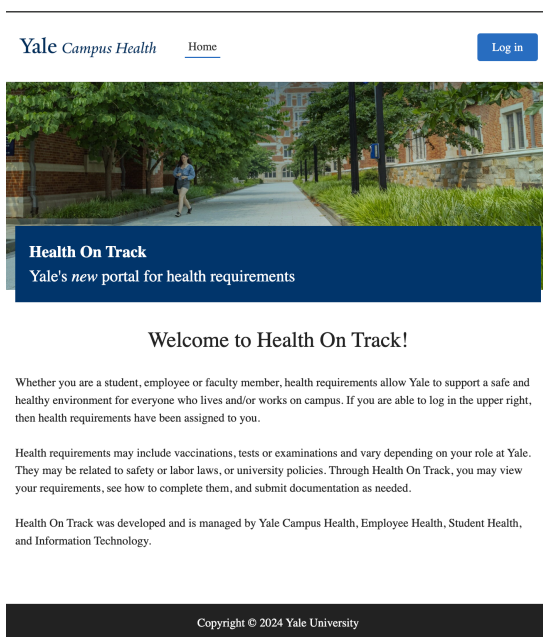 Yale Campus Health
Home
Log in
Health On Track
Yale's new portal for health requirements
Welcome to Health On Track!
Whether you are a student, employee or faculty member, health requirements allow Yale to support a safe and
healthy environment for everyone who lives and/or works on campus. If you are able to log in the upper right,
then health requirements have been assigned to you.
Health requirements may include vaccinations, tests or examinations and vary depending on your role at Yale.
They may be related to safety or labor laws, or university policies. Through Health On Track, you may view
your requirements, see how to complete them, and submit documentation as needed.
Health On Track was developed and is managed by Yale Campus Health, Employee Health, Student Health,
and Information Technology.
Copyright © 2024 Yale University